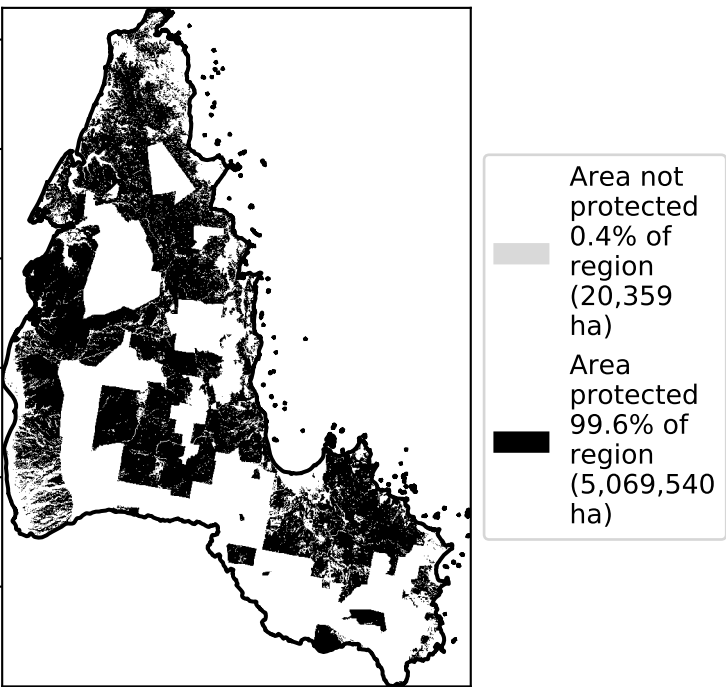 Area not
protected
0.4% of
region
(20,359
ha)
Area
protected
99.6% of
region
(5,069,540
ha)